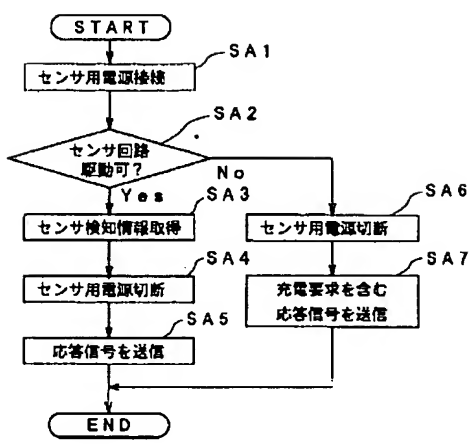 START
SA1
センサ用電源接続
SA2
センサ回路
駆動可?
No
Yes
SA3
センサ検知情報取得
SA6
センサ用電源切断
SA4
センサ用電源切断
SA7
充電要求を含む
応答信号を送信
SA5
応答信号を送信
END